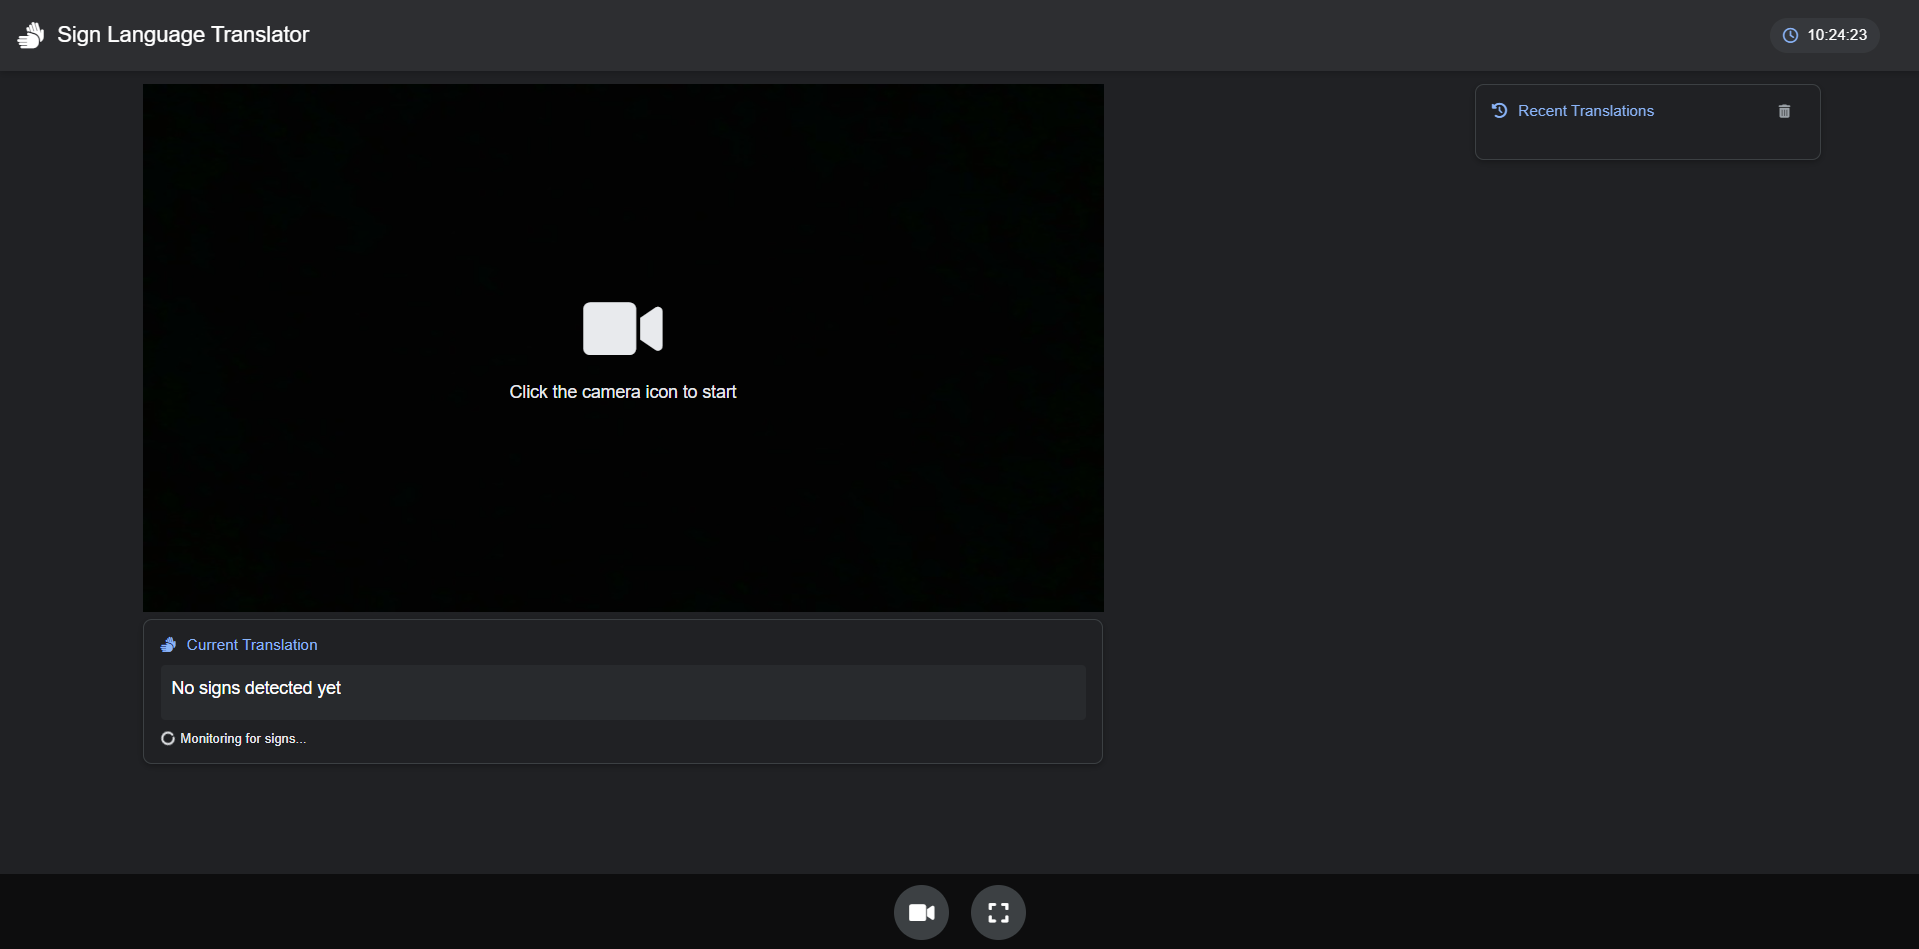 Sign Language Translator
10:24:23
Click the camera icon to start
Recent Translations
Current Translation
No signs detected yet
Monitoring for signs...